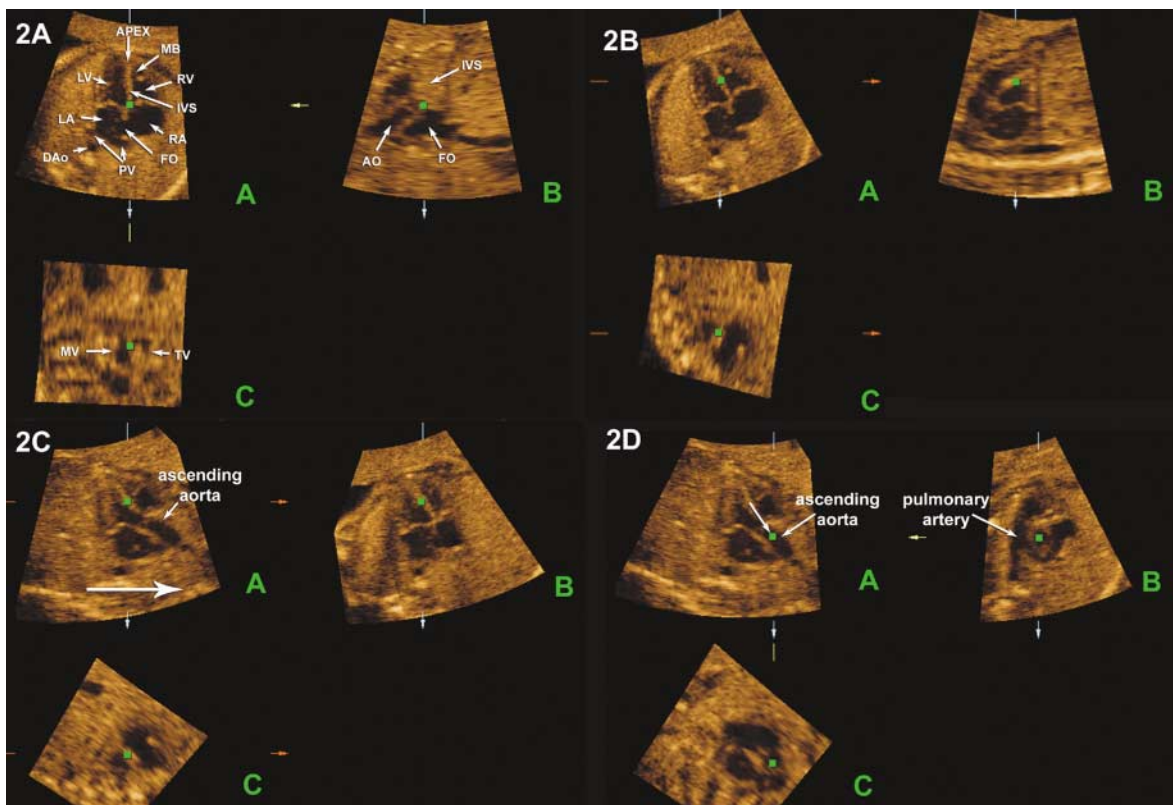 2A
APEX
MB
LV
RV
IVS
LA
RA
DAo
PV
FO
A
IVS
AO
FO
B
MV
TV
C
2B
A
B
C
2C
ascending
aorta
A
B
C
2D
ascending
aorta
A
pulmonary
artery
B
C